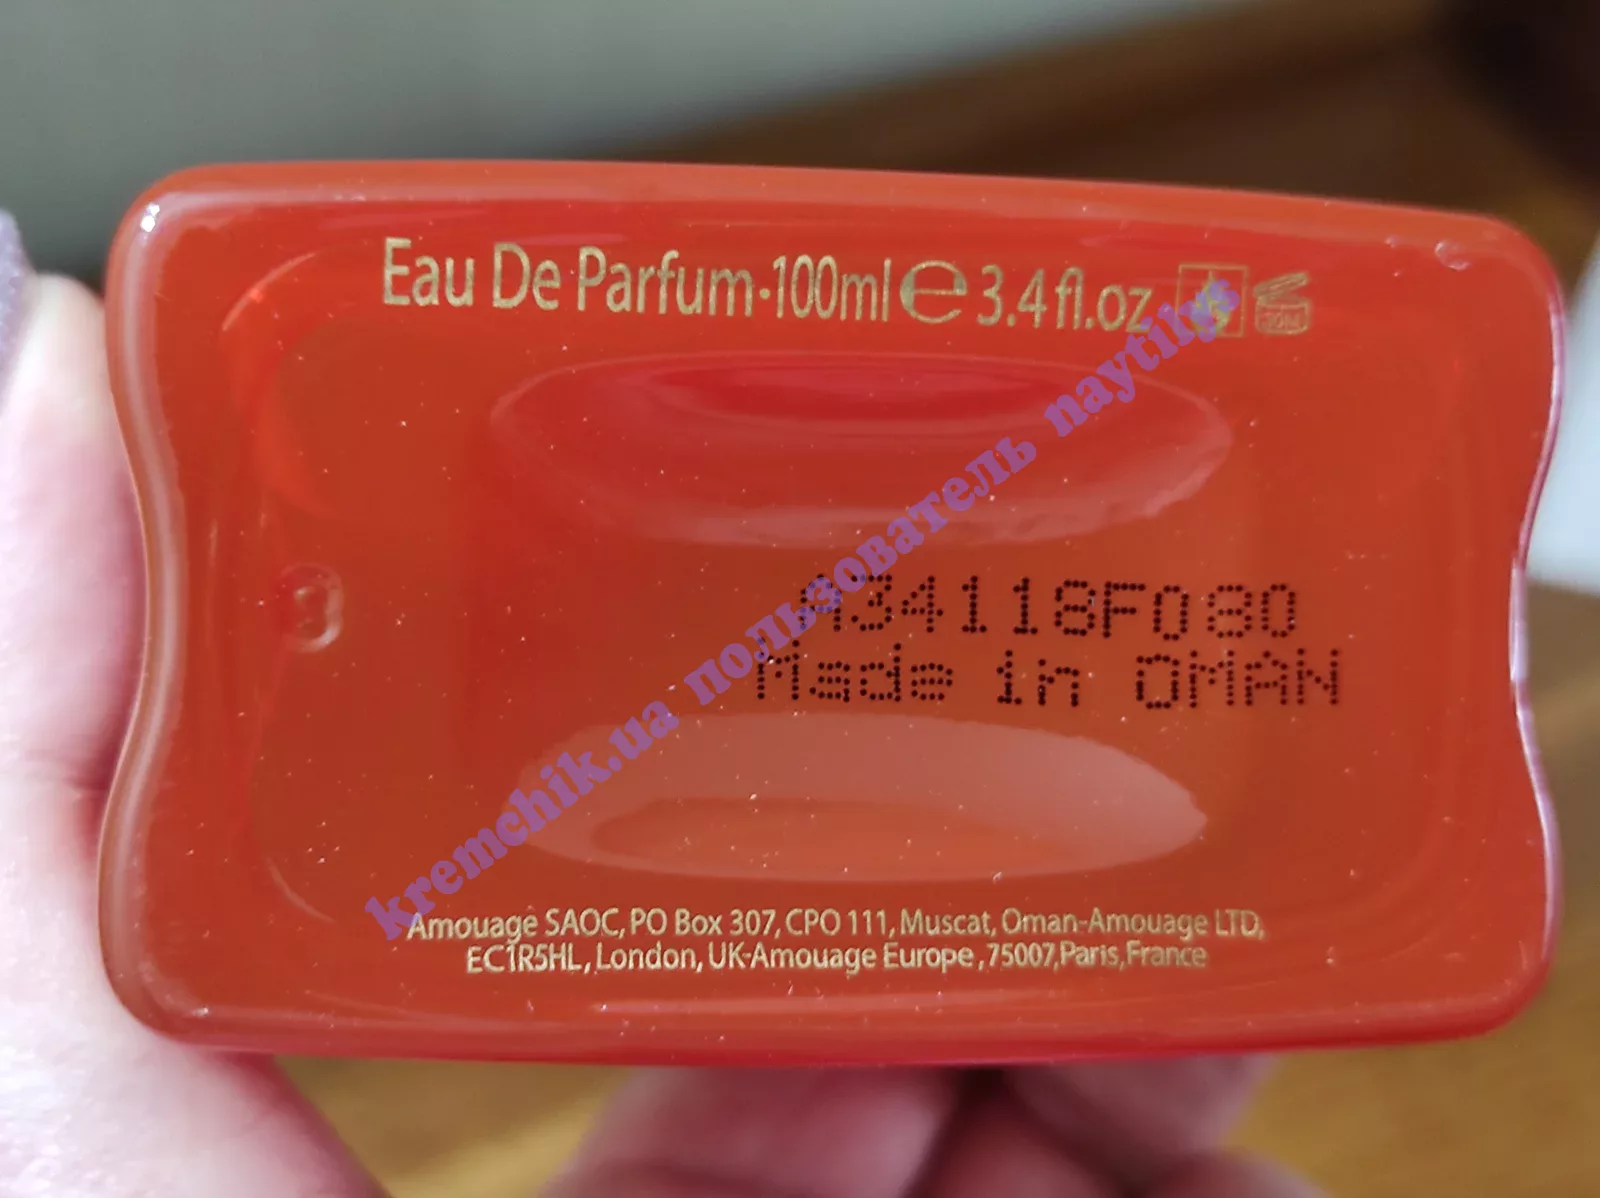 Eau De Parfum·100ml ℮ 3.4 fl.oz
A34118F080
Made in OMAN
kremchik.ua пользователь naytihs
Amouage SAOC, PO Box 307, CPO 111, Muscat, Oman-Amouage LTD,
EC1R5HL, London, UK-Amouage Europe, 75007, Paris, France